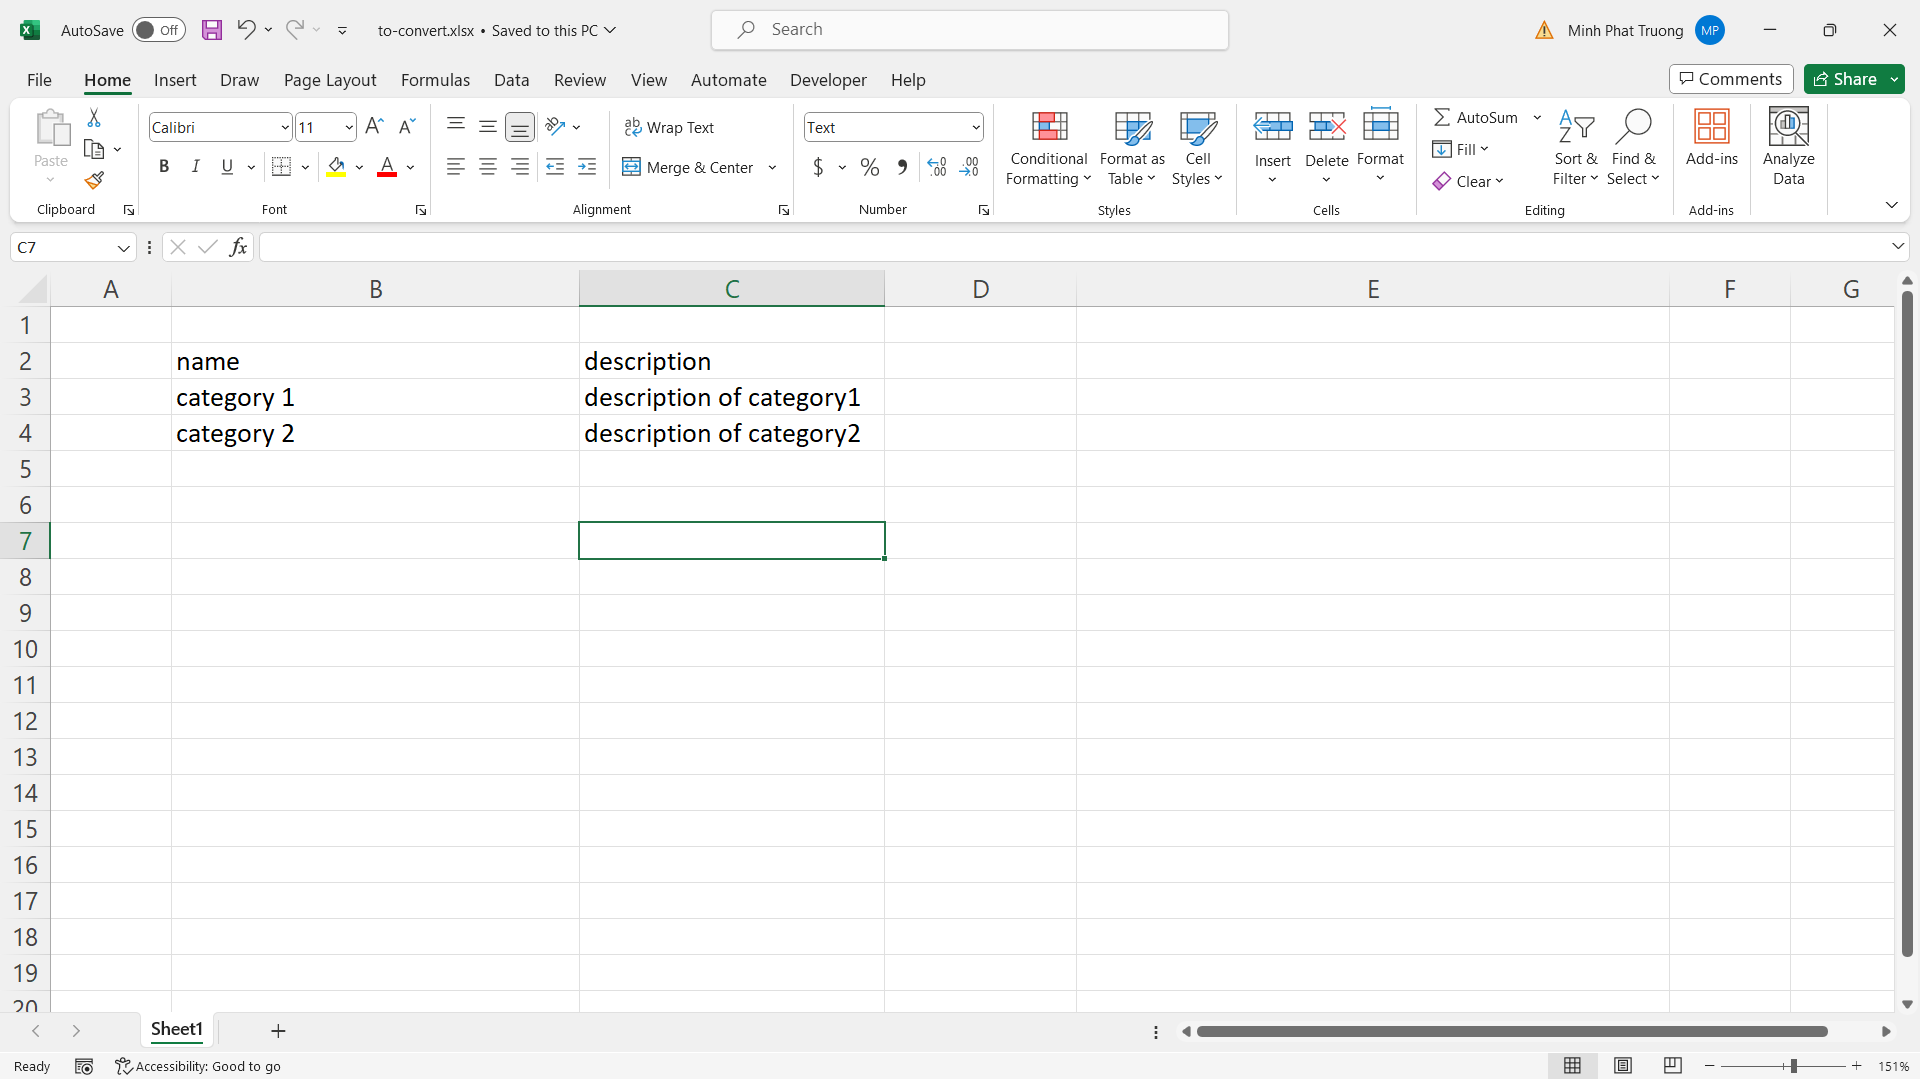 AutoSave Off to-convert.xlsx • Saved to this PC Search Minh Phat Truong MP
File Home Insert Draw Page Layout Formulas Data Review View Automate Developer Help Comments Share
Paste
Clipboard
Calibri 11
B I U A
Font
Wrap Text
Merge & Center
Alignment
Text
$ % 9
Number
Conditional Formatting
Format as Table
Cell Styles
Styles
Insert Delete Format
Cells
AutoSum
Fill
Clear
Sort & Filter
Find & Select
Editing
Add-ins
Add-ins
Analyze Data
C7 fx
A B C D E F G
1
2 name description
3 category 1 description of category1
4 category 2 description of category2
5
6
7
8
9
10
11
12
13
14
15
16
17
18
19
20
Sheet1
Ready Accessibility: Good to go 151%